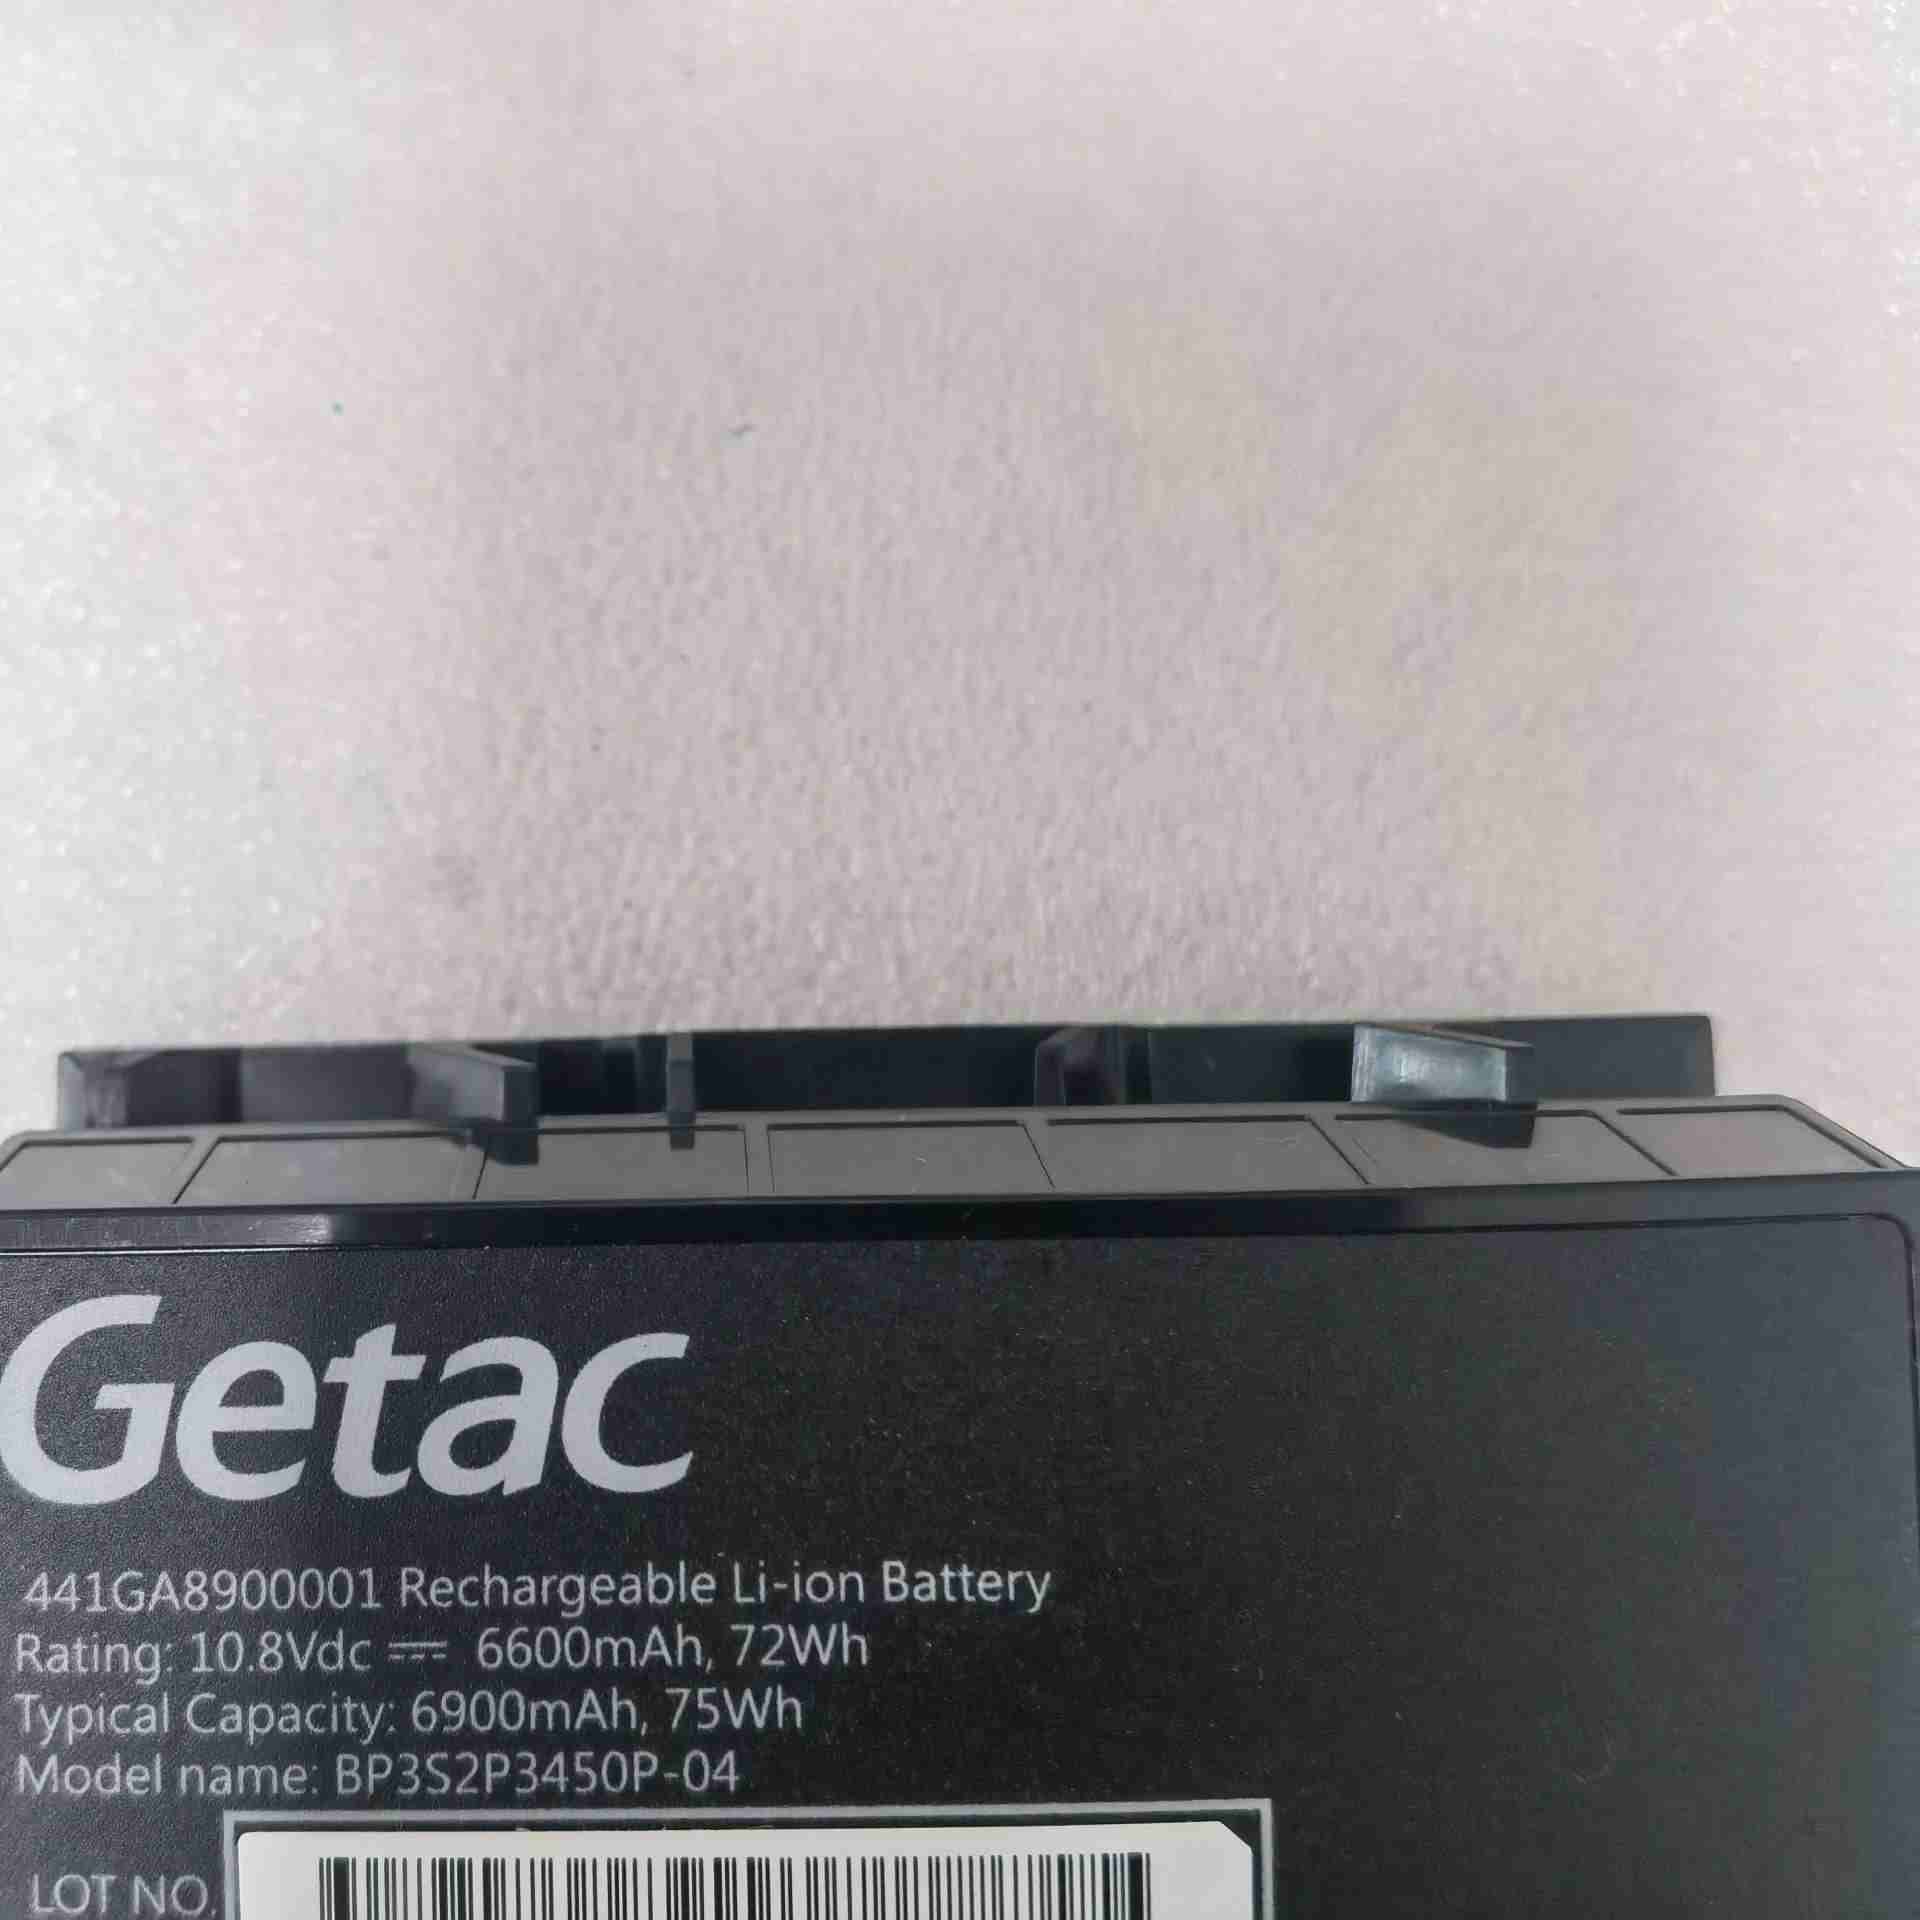 Getac
441GA8900001 Rechargeable Li-ion Battery
Rating: 10.8Vdc ⎓ 6600mAh, 72Wh
Typical Capacity: 6900mAh, 75Wh
Model name: BP3S2P3450P-04
LOT NO.